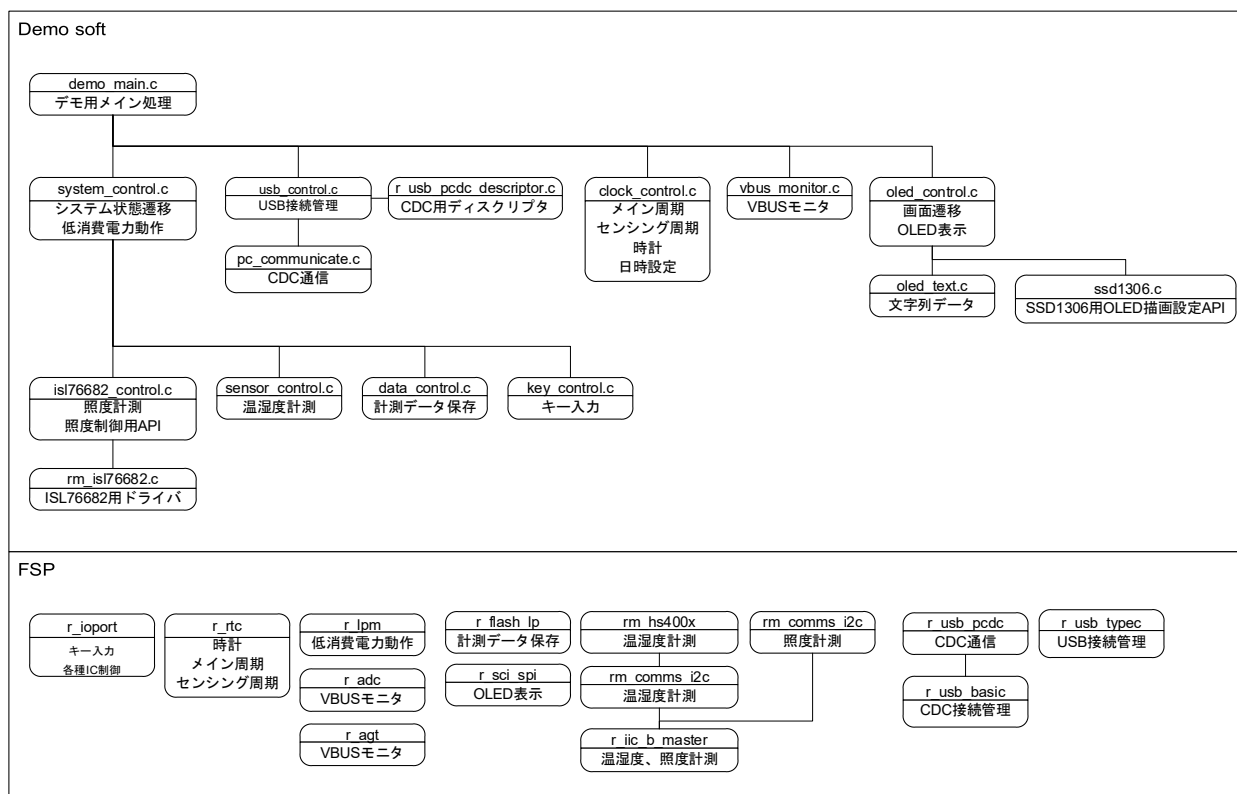 Demo soft
demo_main.c
デモ用メイン処理
system_control.c
システム状態遷移
低消費電力動作
usb_control.c
USB接続管理
r_usb_pcdc_descriptor.c
CDC用ディスクリプタ
clock_control.c
メイン周期
センシング周期
時計
日時設定
vbus_monitor.c
VBUSモニタ
oled_control.c
画面遷移
OLED表示
pc_communicate.c
CDC通信
oled_text.c
文字列データ
ssd1306.c
SSD1306用OLED描画設定API
isl76682_control.c
照度計測
照度制御用API
sensor_control.c
温湿度計測
data_control.c
計測データ保存
key_control.c
キー入力
rm_isl76682.c
ISL76682用ドライバ
FSP
r_ioport
キー入力
各種IC制御
r_rtc
時計
メイン周期
センシング周期
r_lpm
低消費電力動作
r_adc
VBUSモニタ
r_agt
VBUSモニタ
r_flash_lp
計測データ保存
r_sci_spi
OLED表示
rm_hs400x
温湿度計測
rm_comms_i2c
温湿度計測
r_iic_b_master
温湿度、照度計測
rm_comms_i2c
照度計測
r_usb_pcdc
CDC通信
r_usb_basic
CDC接続管理
r_usb_typec
USB接続管理